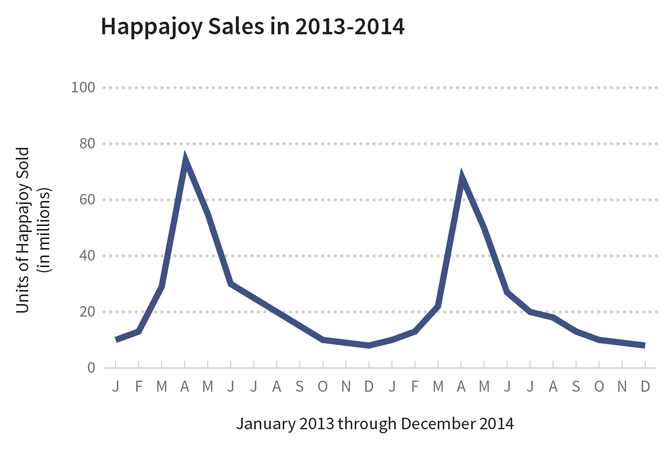 Happajoy Sales in 2013-2014
Units of Happajoy Sold
(in millions)
100
80
60
40
20
0
J F M A M J J A S O N D J F M A M J J A S O N D
January 2013 through December 2014